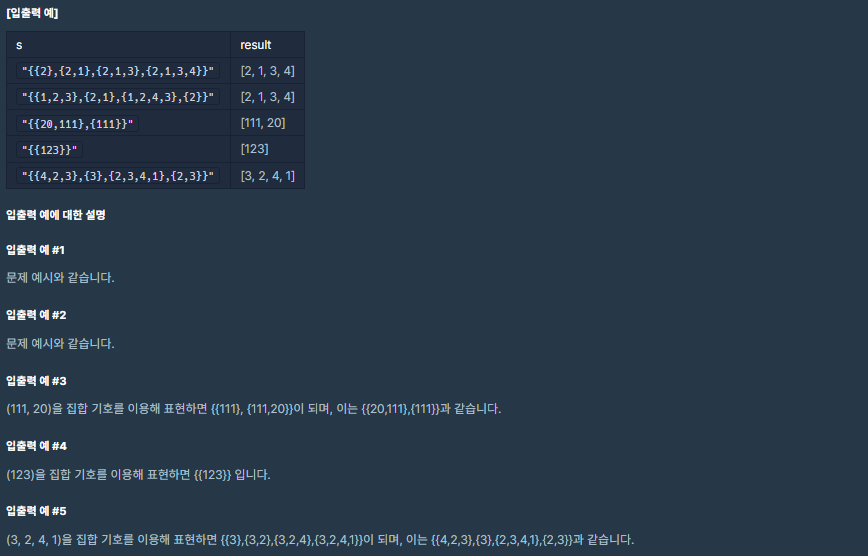 [입출력 예]
s result
"{{2},{2,1},{2,1,3},{2,1,3,4}}" [2, 1, 3, 4]
"{{1,2,3},{2,1},{1,2,4,3},{2}}" [2, 1, 3, 4]
"{{20,111},{111}}" [111, 20]
"{{123}}" [123]
"{{4,2,3},{3},{2,3,4,1},{2,3}}" [3, 2, 4, 1]
입출력 예에 대한 설명
입출력 예 #1
문제 예시와 같습니다.
입출력 예 #2
문제 예시와 같습니다.
입출력 예 #3
(111, 20)을 집합 기호를 이용해 표현하면 {{111}, {111,20}}이 되며, 이는 {{20,111},{111}}과 같습니다.
입출력 예 #4
(123)을 집합 기호를 이용해 표현하면 {{123}} 입니다.
입출력 예 #5
(3, 2, 4, 1)을 집합 기호를 이용해 표현하면 {{3},{3,2},{3,2,4},{3,2,4,1}}이 되며, 이는 {{4,2,3},{3},{2,3,4,1},{2,3}}과 같습니다.